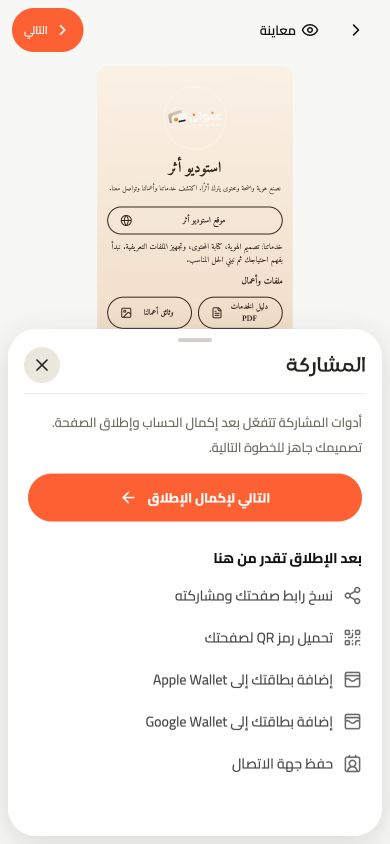 معاينة
التالي
عنوان
استوديو أثر
نصنع هوية واضحة ومحتوى يترك أثرًا. اكتشف خدماتنا وأعمالنا وتواصل معنا.
موقع استوديو أثر
خدماتنا: تصميم الهوية، كتابة المحتوى، وتجهيز الملفات التعريفية. نبدأ
بفهم احتياجك ثم نبني الحل المناسب.
ملفات وأعمال
دليل الخدمات
PDF
وثائق أعمالنا
المشاركة
أدوات المشاركة تتفعّل بعد إكمال الحساب وإطلاق الصفحة.
تصميمك جاهز للخطوة التالية.
التالي لإكمال الإطلاق
بعد الإطلاق تقدر من هنا
نسخ رابط صفحتك ومشاركته
تحميل رمز QR لصفحتك
إضافة بطاقتك إلى Apple Wallet
إضافة بطاقتك إلى Google Wallet
حفظ جهة الاتصال